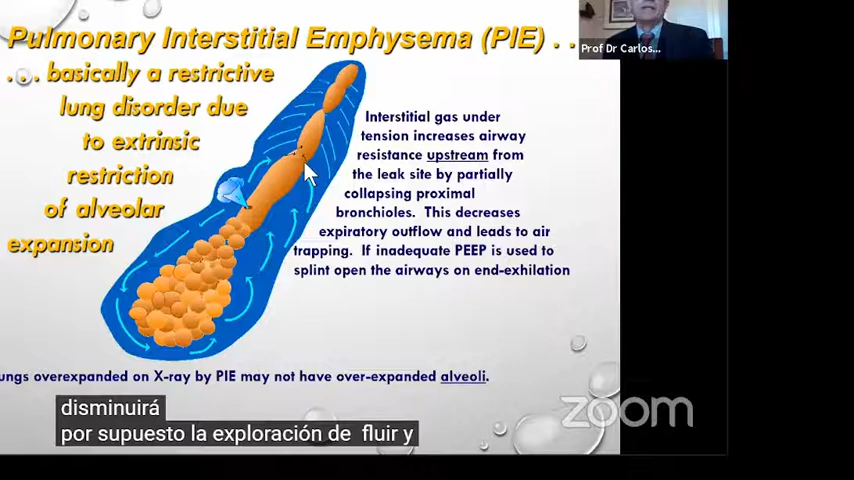 Pulmonary Interstitial Emphysema (PIE) . .
Prof Dr Carlos...
. . . basically a restrictive
lung disorder due
to extrinsic
restriction
of alveolar
expansion
Interstitial gas under
tension increases airway
resistance upstream from
the leak site by partially
collapsing proximal
bronchioles. This decreases
expiratory outflow and leads to air
trapping. If inadequate PEEP is used to
splint open the airways on end-exhilation
ungs overexpanded on X-ray by PIE may not have over-expanded alveoli.
disminuirá
por supuesto la exploración de fluir y
zoom